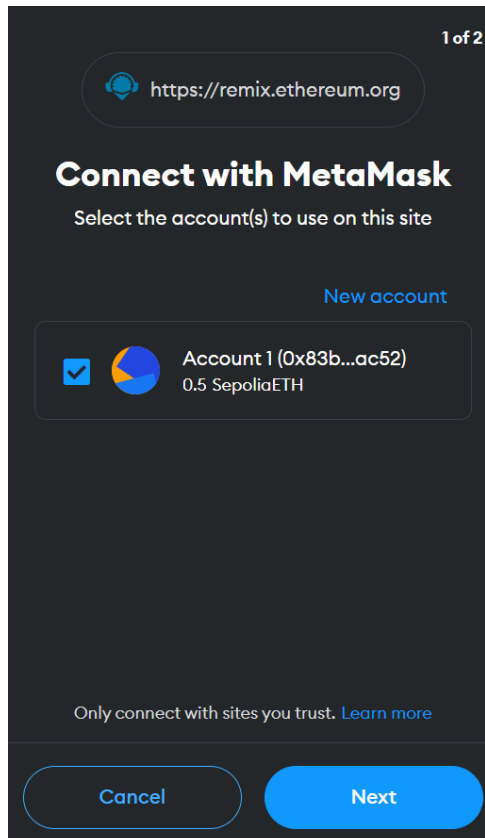 1 of 2
https://remix.ethereum.org
Connect with MetaMask
Select the account(s) to use on this site
New account
Account 1 (0x83b...ac52)
0.5 SepoliaETH
Only connect with sites you trust. Learn more
Cancel
Next